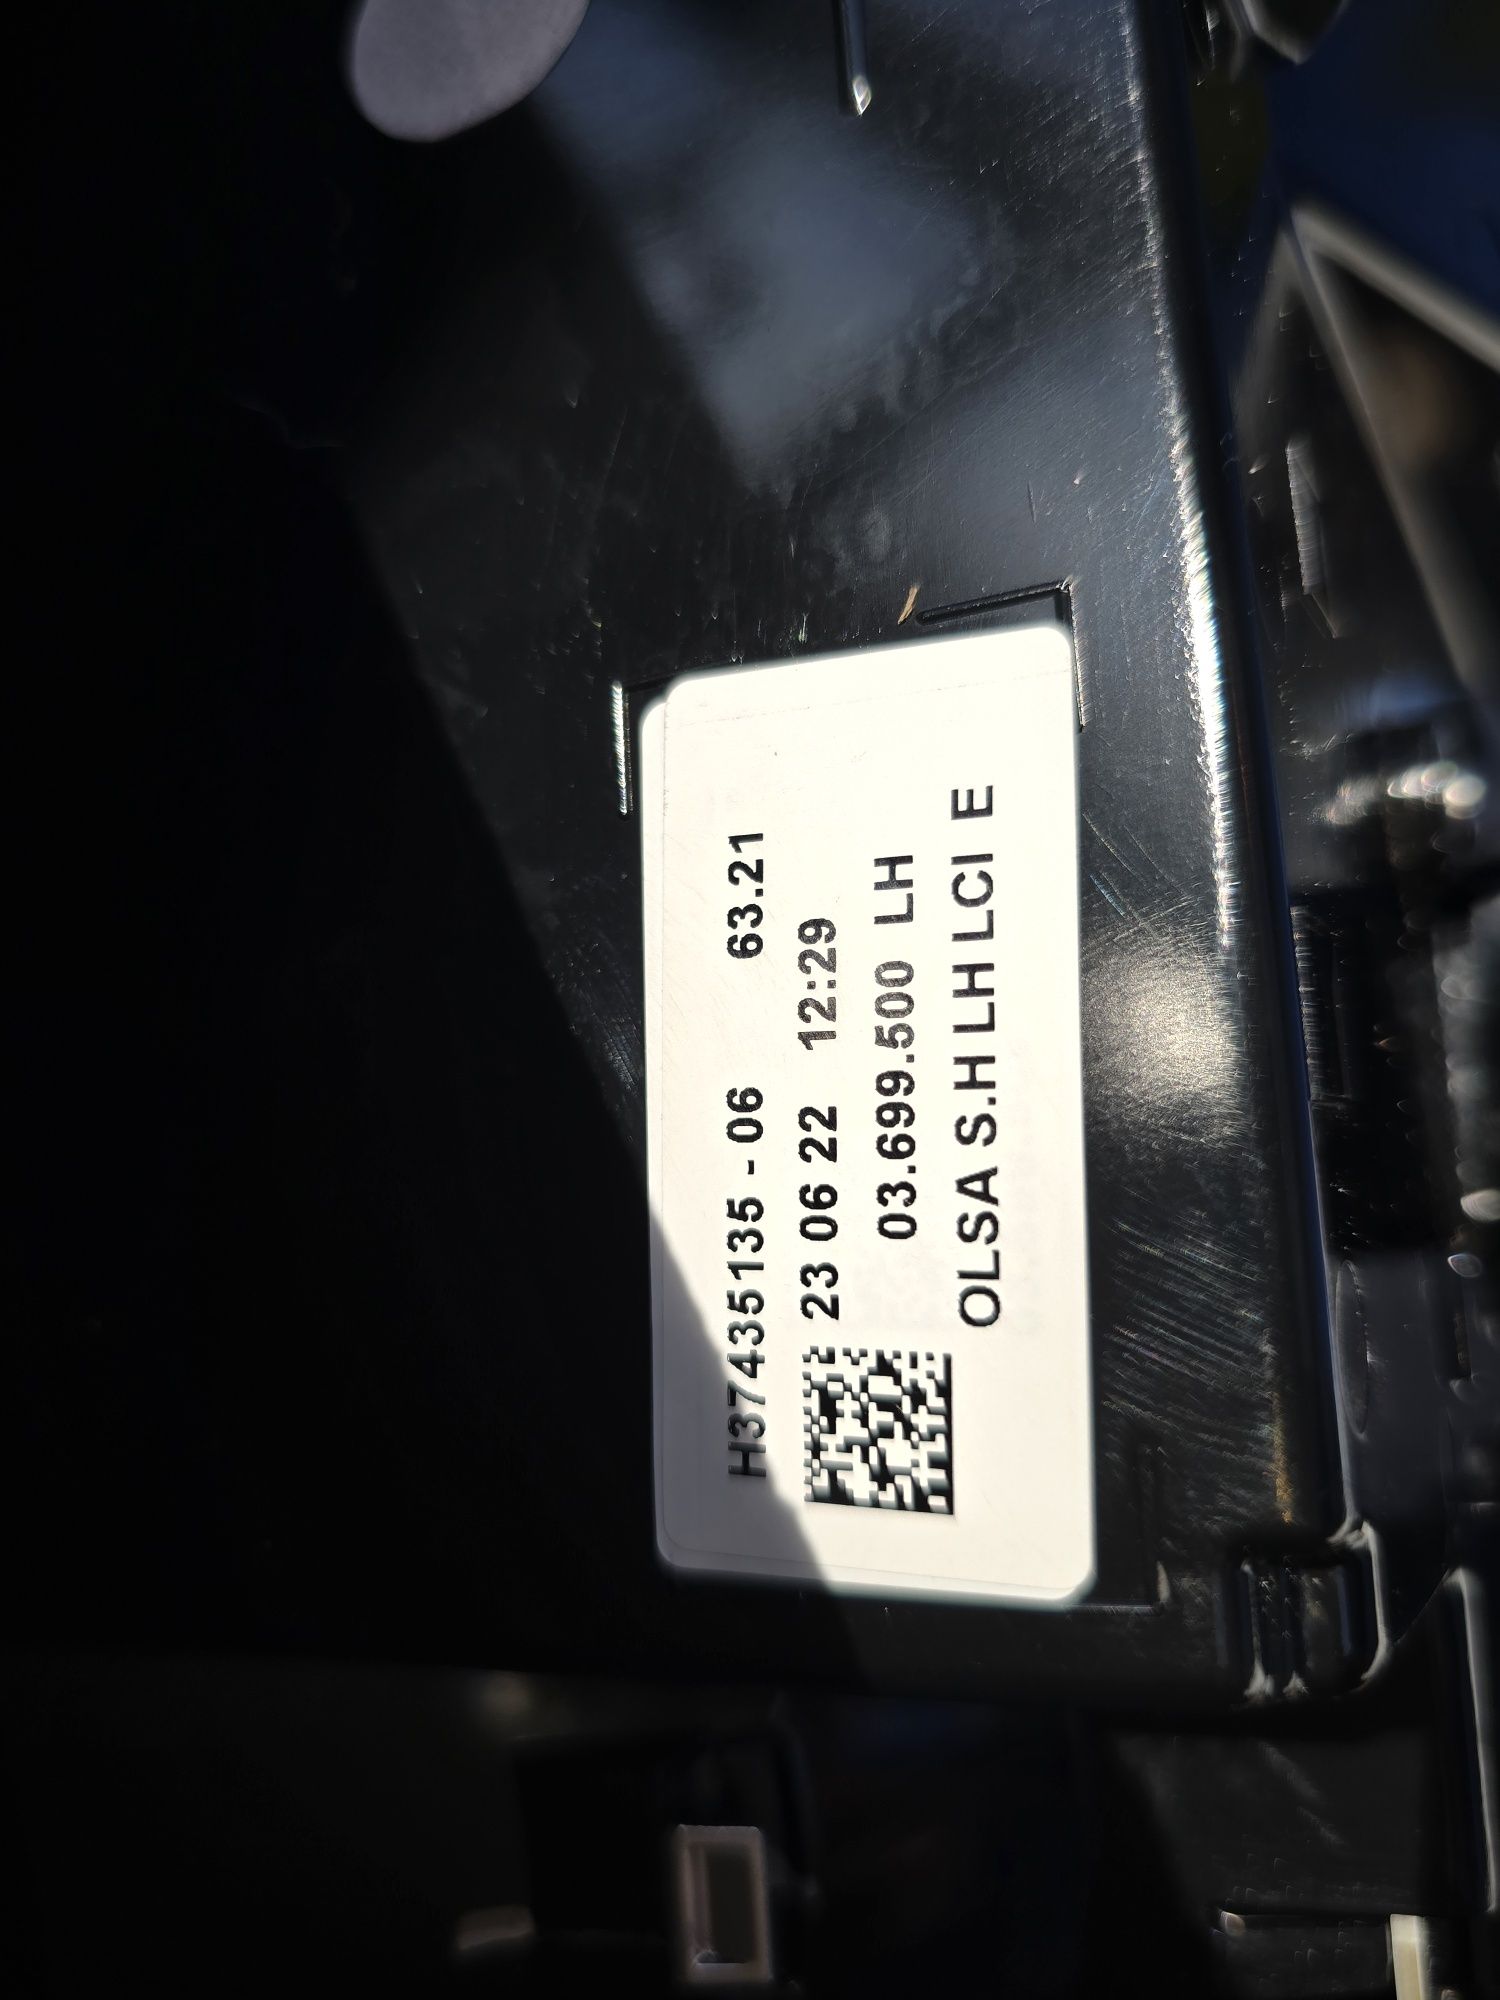 H37435135 - 06 63.21
23 06 22 12:29
03.699.500 LH
OLSA S.H LH LCI E